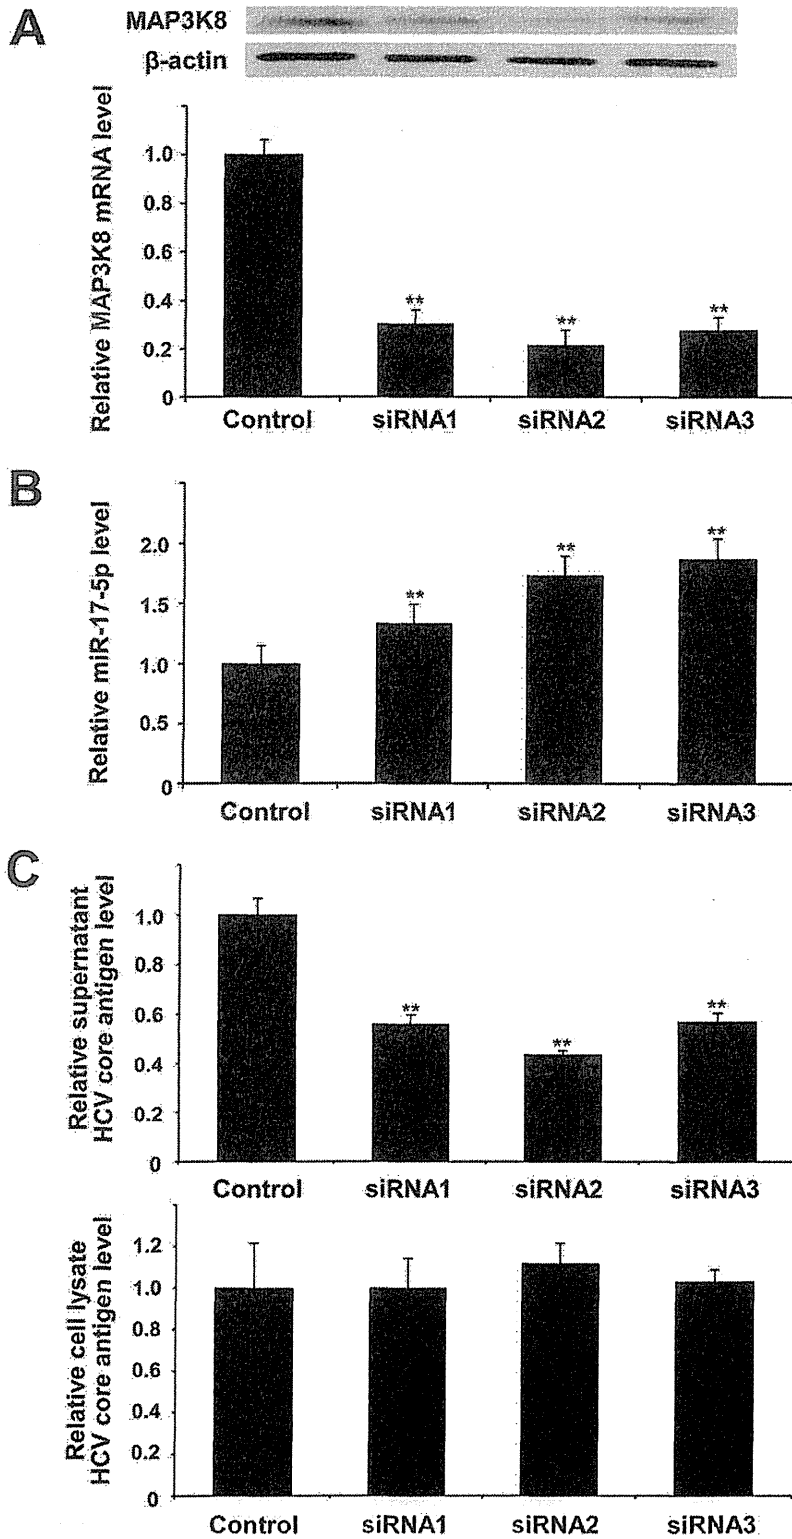 A
MAP3K8
β-actin
Relative MAP3K8 mRNA level
1.0
0.8
0.6
0.4
0.2
0
** ** **
Control siRNA1 siRNA2 siRNA3
B
Relative miR-17-5p level
2.0
1.5
1.0
0.5
0
** ** **
Control siRNA1 siRNA2 siRNA3
C
Relative supernatant
HCV core antigen level
1.0
0.8
0.6
0.4
0.2
0
** ** **
Control siRNA1 siRNA2 siRNA3
Relative cell lysate
HCV core antigen level
1.2
1.0
0.8
0.6
0.4
0.2
0
Control siRNA1 siRNA2 siRNA3